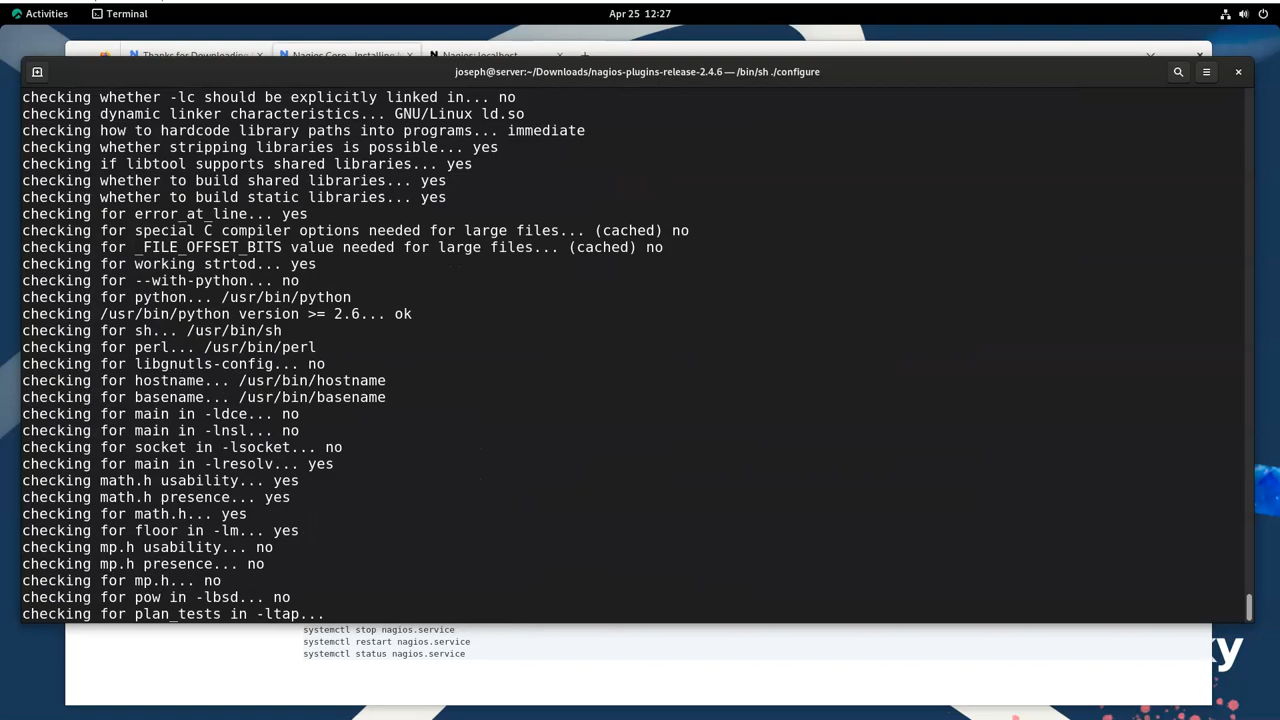 Activities
Terminal
Apr 25 12:27
Thanks for Downloading
Nagios Core - Installing
Nagios: localhost
joseph@server:~/Downloads/nagios-plugins-release-2.4.6 — /bin/sh ./configure
checking whether -lc should be explicitly linked in... no
checking dynamic linker characteristics... GNU/Linux ld.so
checking how to hardcode library paths into programs... immediate
checking whether stripping libraries is possible... yes
checking if libtool supports shared libraries... yes
checking whether to build shared libraries... yes
checking whether to build static libraries... yes
checking for error_at_line... yes
checking for special C compiler options needed for large files... (cached) no
checking for _FILE_OFFSET_BITS value needed for large files... (cached) no
checking for working strtod... yes
checking for --with-python... no
checking for python... /usr/bin/python
checking /usr/bin/python version >= 2.6... ok
checking for sh... /usr/bin/sh
checking for perl... /usr/bin/perl
checking for libgnutls-config... no
checking for hostname... /usr/bin/hostname
checking for basename... /usr/bin/basename
checking for main in -ldce... no
checking for main in -lnsl... no
checking for socket in -lsocket... no
checking for main in -lresolv... yes
checking math.h usability... yes
checking math.h presence... yes
checking for math.h... yes
checking for floor in -lm... yes
checking mp.h usability... no
checking mp.h presence... no
checking for mp.h... no
checking for pow in -lbsd... no
checking for plan_tests in -ltap...
systemctl stop nagios.service
systemctl restart nagios.service
systemctl status nagios.service